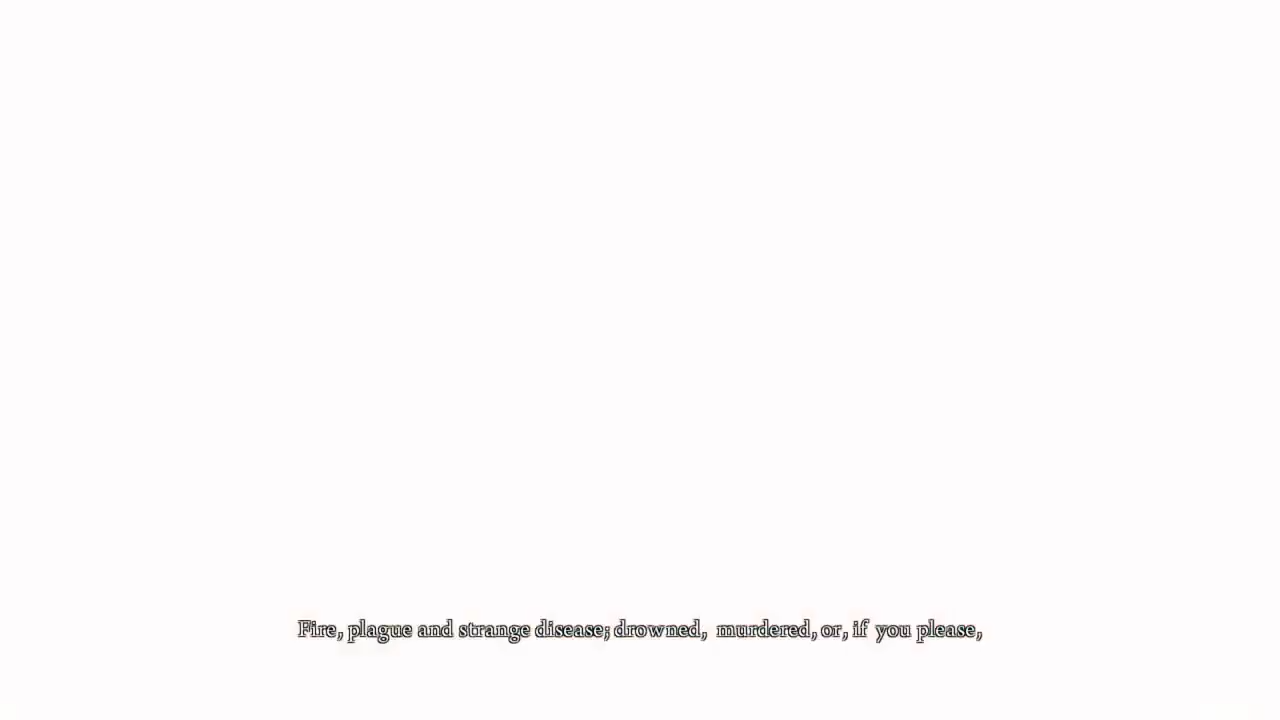 Fire, plague and strange disease; drowned, murdered, or, if you please,